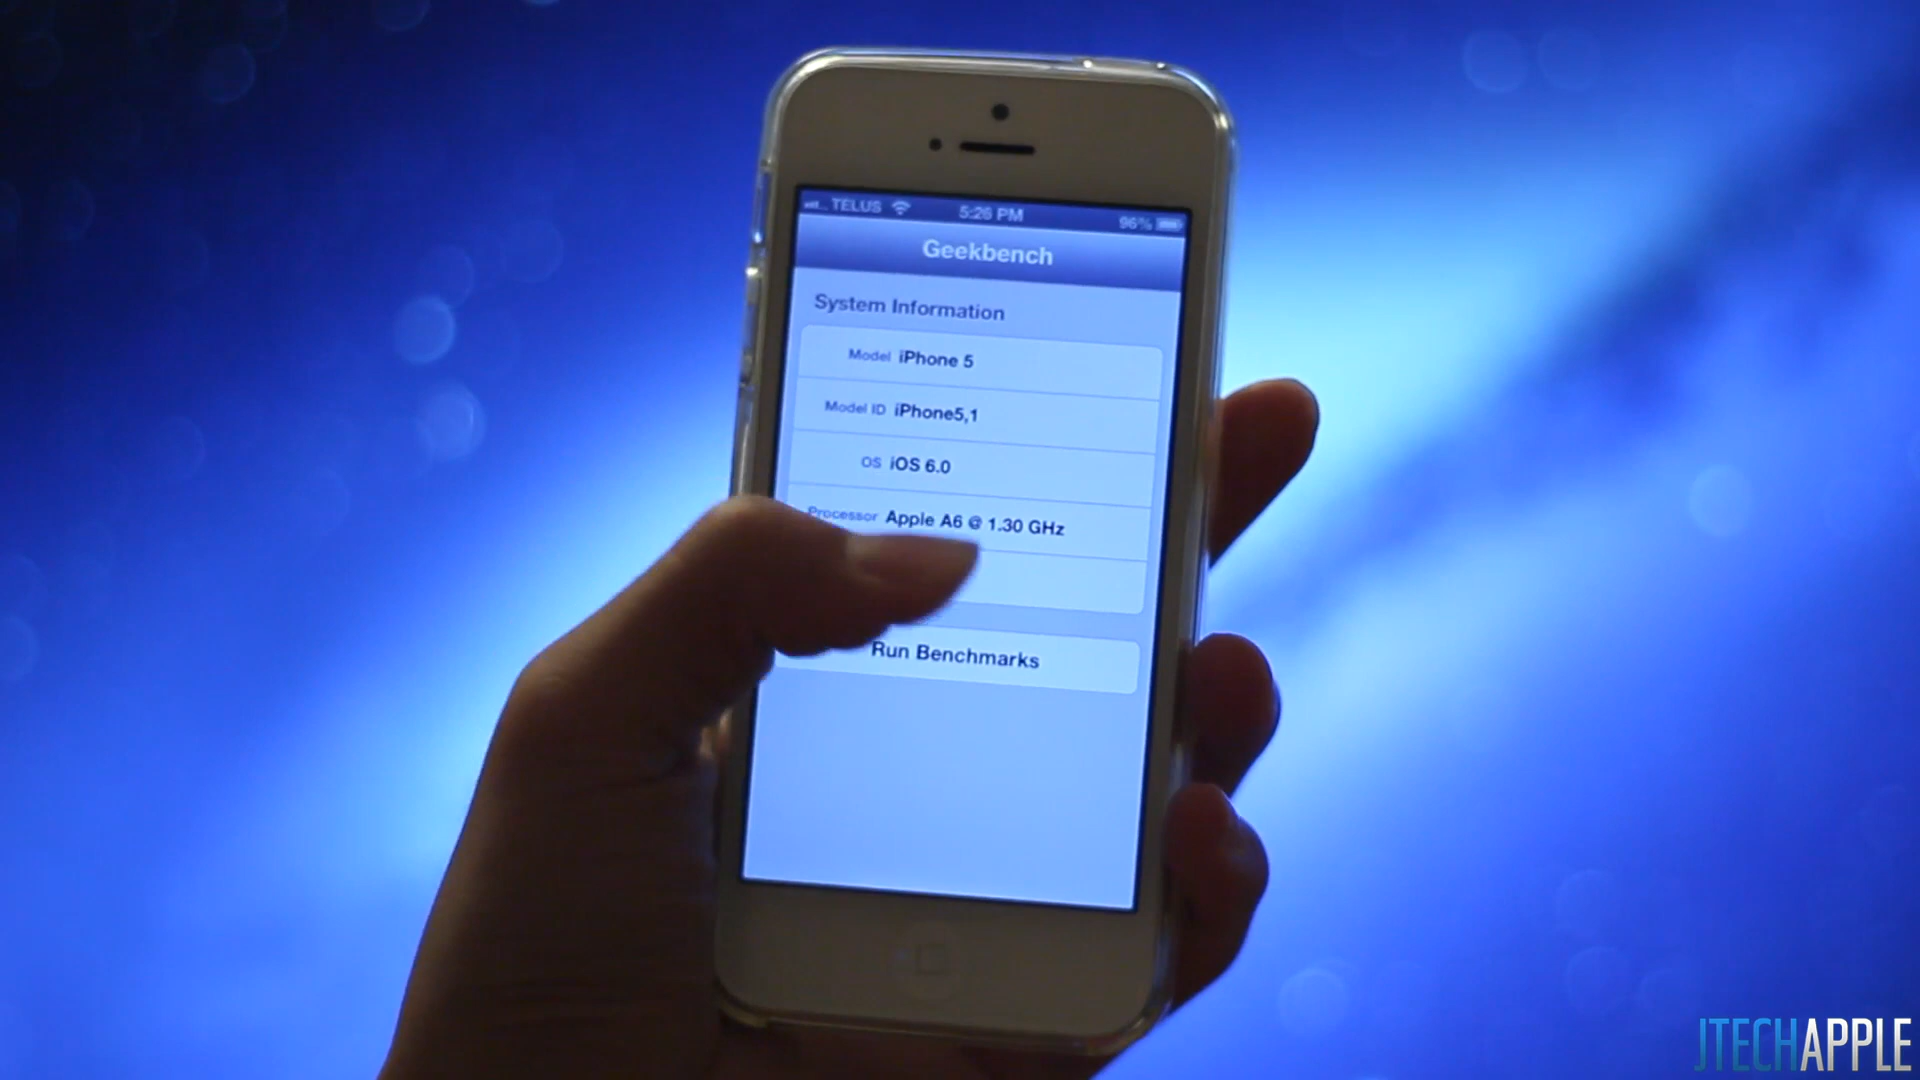 TELUS 5:26 PM 96%
Geekbench
System Information
Model iPhone 5
Model ID iPhone5,1
OS iOS 6.0
Processor Apple A6 @ 1.30 GHz
Run Benchmarks
JTECHAPPLE